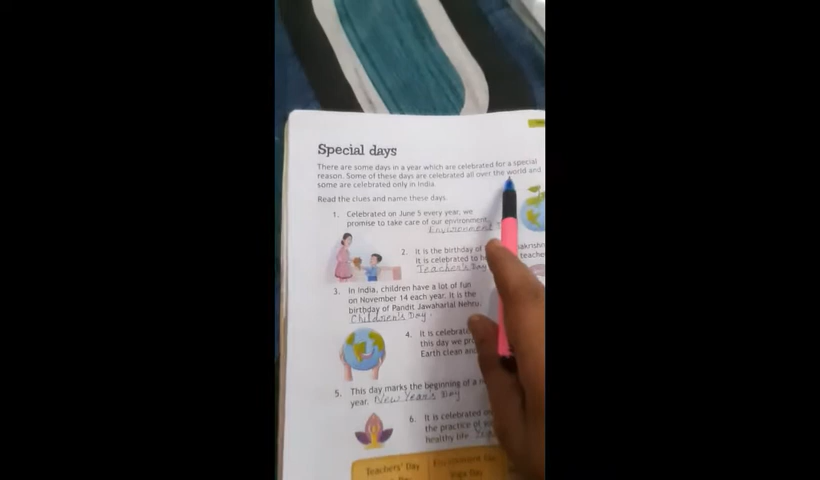 Special days
There are some days in a year which are celebrated for a special
reason. Some of these days are celebrated all over the world and
some are celebrated only in India.
Read the clues and name these days.
1. Celebrated on June 5 every year, we
promise to take care of our environment.
Environment
2. It is the birthday of
It is celebrated to
Teacher's Day
3. In India, children have a lot of fun
on November 14 each year. It is the
birthday of Pandit Jawaharlal Nehru.
Children's Day.
4. It is
this day we
Earth clean
5. This day marks the beginning of a
year. New Year's Day
6. It is celebrated
the practice of
healthy life.
Teachers' Day
Environment Day
Yoga Day